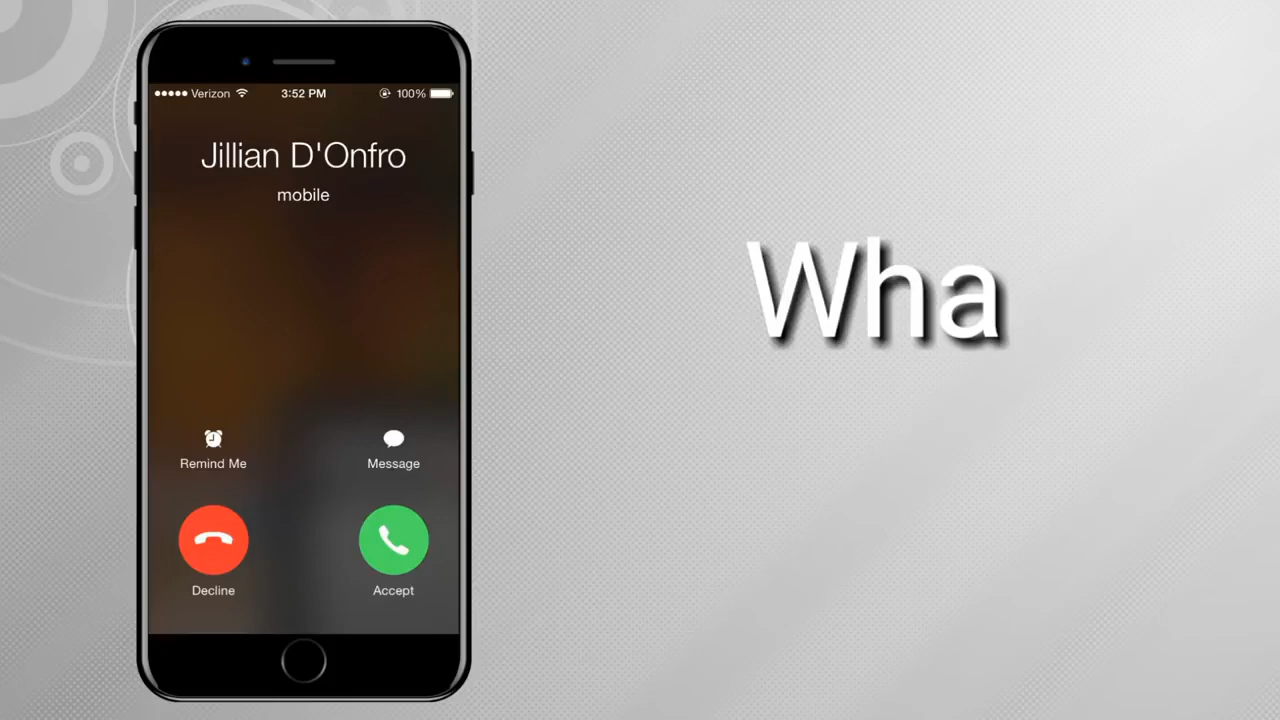 Verizon 3:52 PM 100%
Jillian D'Onfro
mobile
Wha
Remind Me Message
Decline Accept